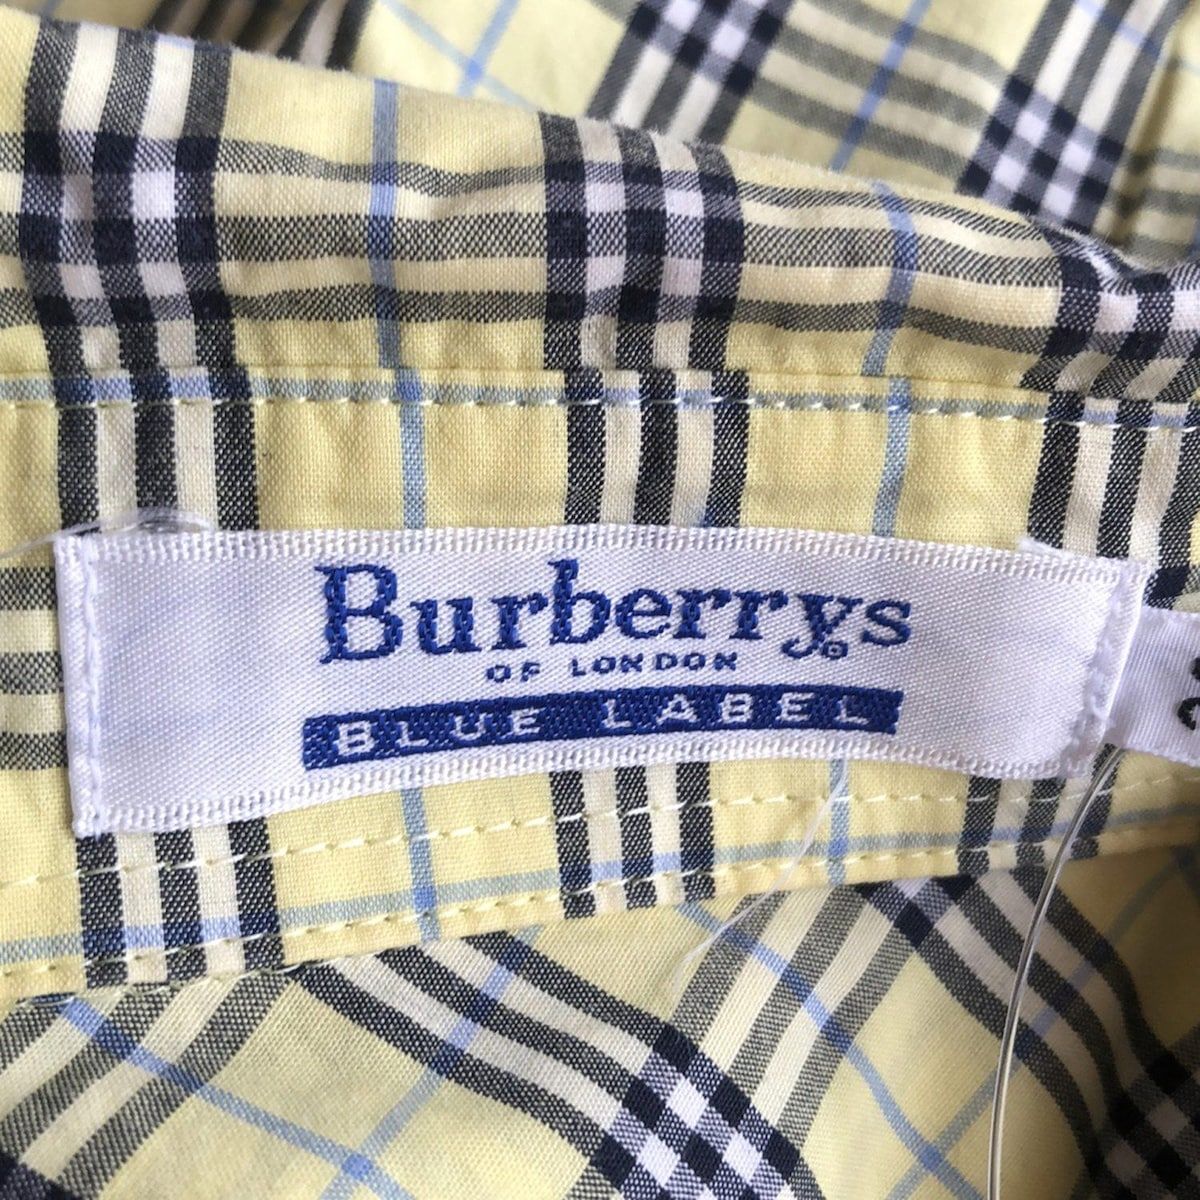 Burberrys
OF LONDON
BLUE LABEL